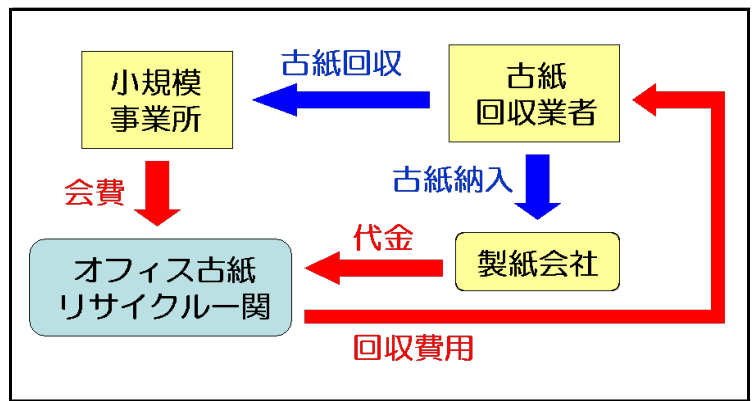 小規模
事業所
古紙回収
古紙
回収業者
会費
古紙納入
代金
製紙会社
オフィス古紙
リサイクル一関
回収費用